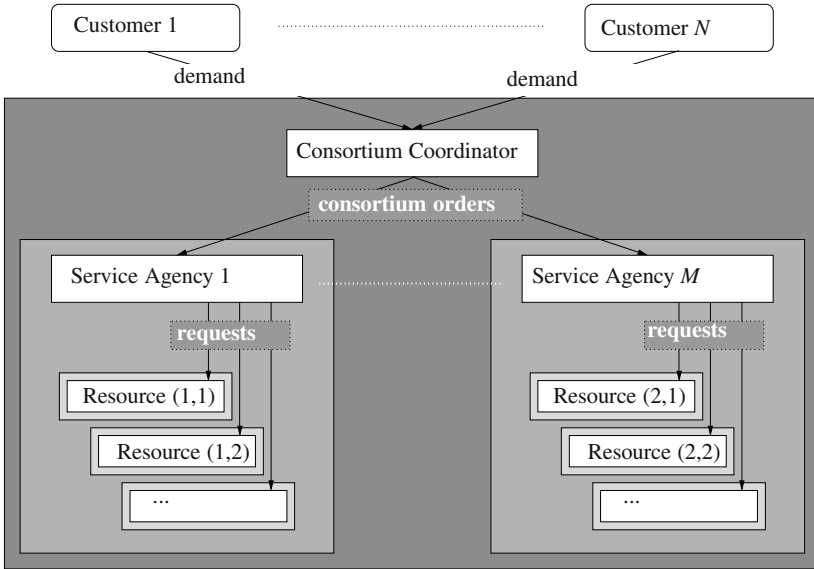 Customer 1
Customer N
demand
demand
Consortium Coordinator
consortium orders
Service Agency 1
Service Agency M
requests
requests
Resource (1,1)
Resource (2,1)
Resource (1,2)
Resource (2,2)
...
...